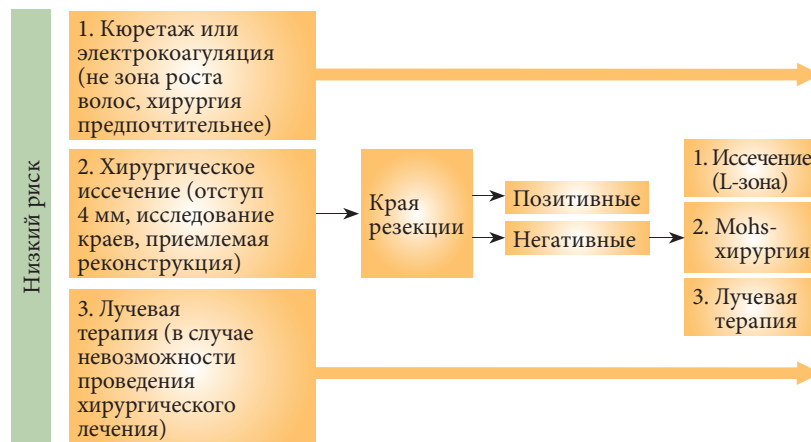 Низкий риск
1. Кюретаж или
электрокоагуляция
(не зона роста
волос, хирургия
предпочтительнее)
2. Хирургическое
иссечение (отступ
4 мм, исследование
краев, приемлемая
реконструкция)
3. Лучевая
терапия (в случае
невозможности
проведения
хирургического
лечения)
Края
резекции
Позитивные
Негативные
1. Иссечение
(L-зона)
2. Mohs-
хирургия
3. Лучевая
терапия